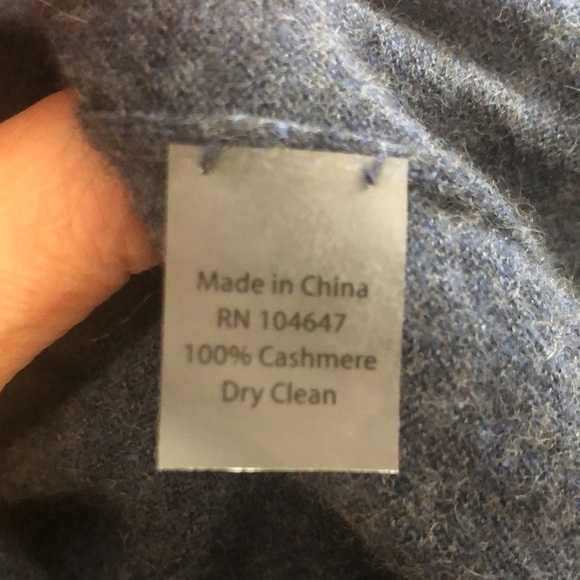 Made in China
RN 104647
100% Cashmere
Dry Clean